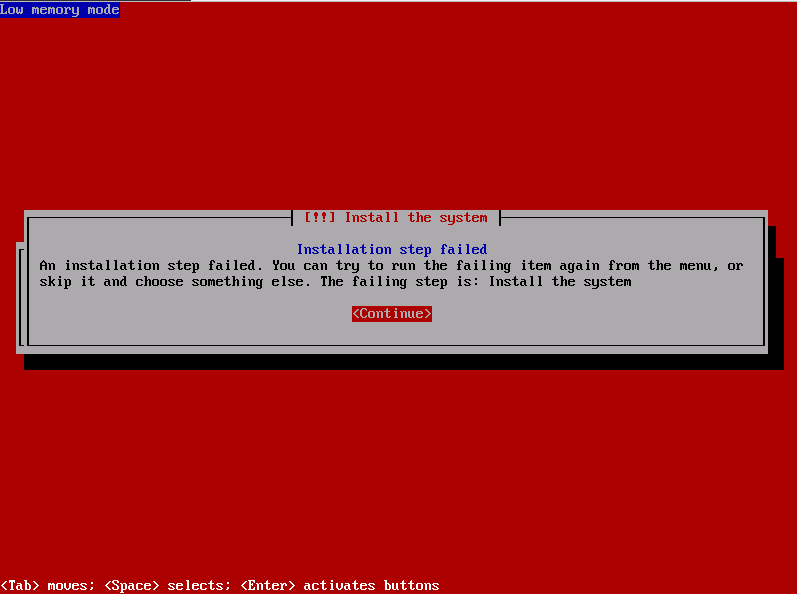 Low memory mode
[!!] Install the system
Installation step failed
An installation step failed. You can try to run the failing item again from the menu, or
skip it and choose something else. The failing step is: Install the system
<Continue>
<Tab> moves; <Space> selects; <Enter> activates buttons